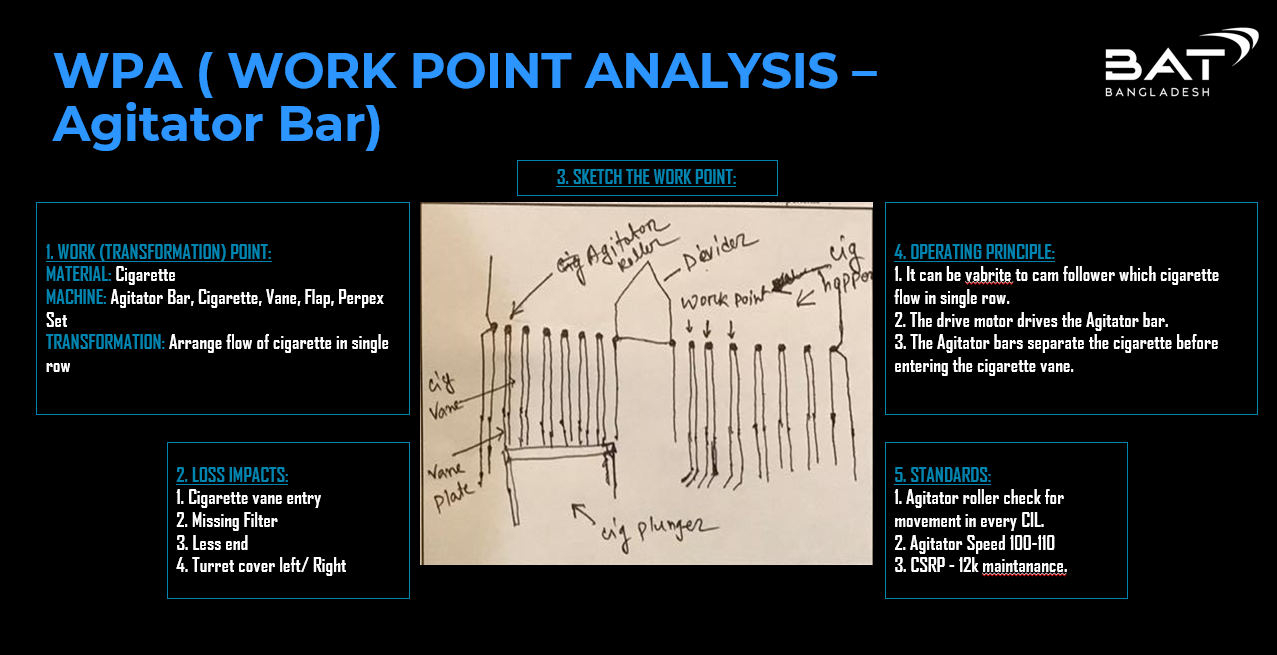 WPA ( WORK POINT ANALYSIS –
Agitator Bar)
BAT
BANGLADESH
3. SKETCH THE WORK POINT:
1. WORK (TRANSFORMATION) POINT:
MATERIAL: Cigarette
MACHINE: Agitator Bar, Cigarette, Vane, Flap, Perpex
Set
TRANSFORMATION: Arrange flow of cigarette in single
row
2. LOSS IMPACTS:
1. Cigarette vane entry
2. Missing Filter
3. Less end
4. Turret cover left/ Right
cig Agitator
Roller
Devider
cig
hopper
Work point
cig
Vane
Vane
plate
cig plunger
4. OPERATING PRINCIPLE:
1. It can be vabrite to cam follower which cigarette
flow in single row.
2. The drive motor drives the Agitator bar.
3. The Agitator bars separate the cigarette before
entering the cigarette vane.
5. STANDARDS:
1. Agitator roller check for
movement in every CIL.
2. Agitator Speed 100-110
3. CSRP - 12k maintanance.